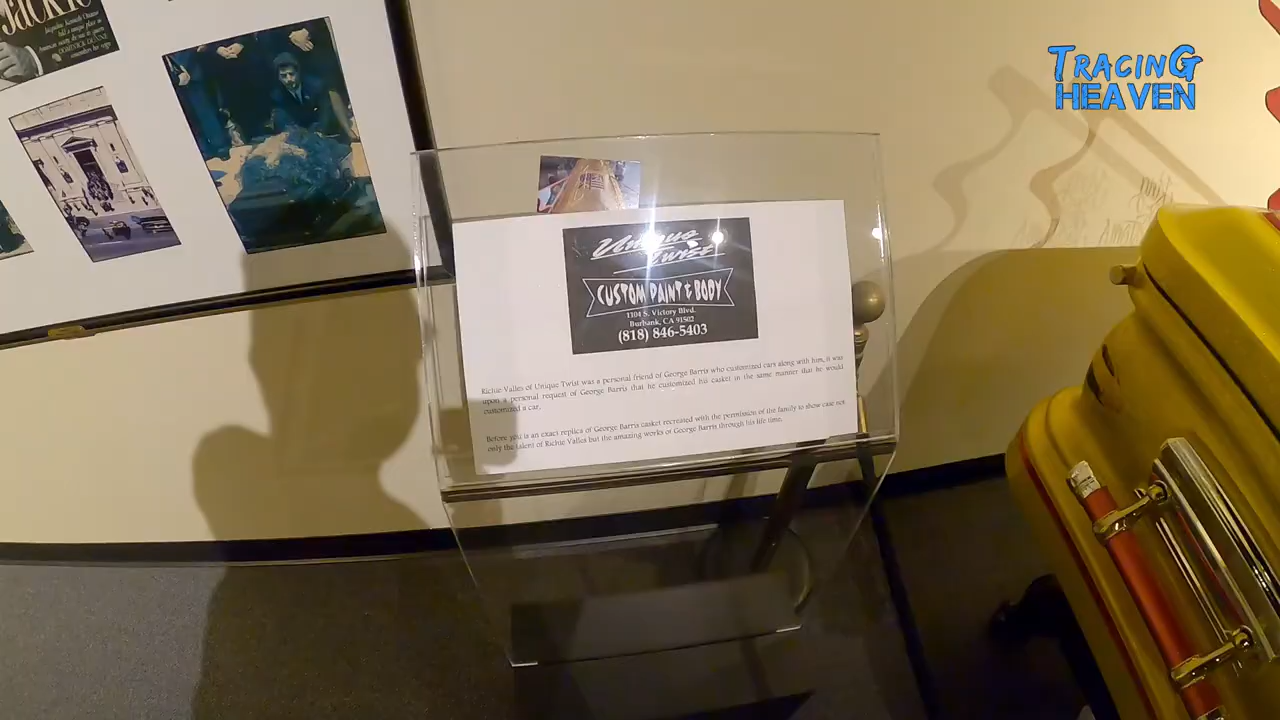 Jackie
TRACING
HEAVEN
Unique
Twist
CUSTOM PAINT & BODY
1104 S. Victory Blvd.
Burbank, CA 91502
(818) 846-5403
Richie Valles of Unique Twist was a personal friend of George Barris who customized cars along with him, it was
upon a personal request of George Barris that he customized his casket in the same manner that he would
customized a car.
Before you is an exact replica of George Barris casket recreated with the permission of the family to show case not
only the talent of Richie Valles but the amazing works of George Barris through his life time.